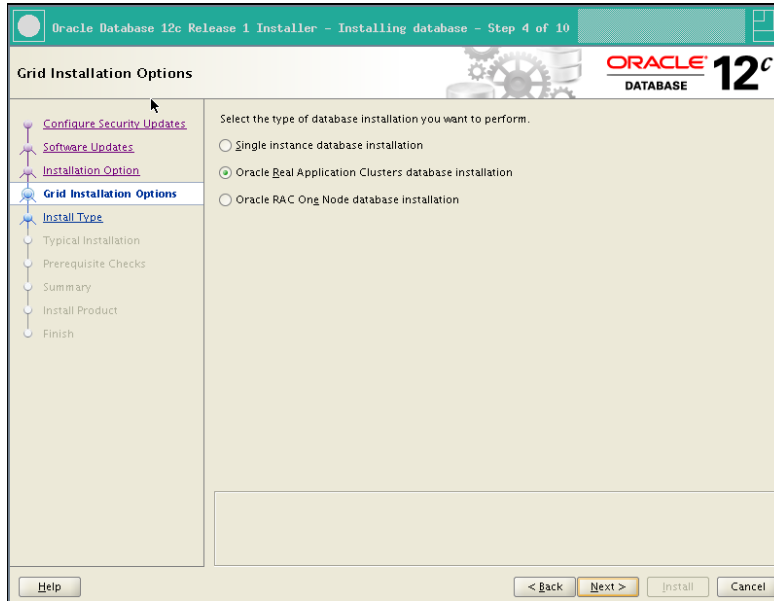 Oracle Database 12c Release 1 Installer - Installing database - Step 4 of 10
Grid Installation Options
ORACLE
DATABASE
12c
Configure Security Updates
Software Updates
Installation Option
Grid Installation Options
Install Type
Typical Installation
Prerequisite Checks
Summary
Install Product
Finish
Select the type of database installation you want to perform.
Single instance database installation
Oracle Real Application Clusters database installation
Oracle RAC One Node database installation
Help
< Back
Next >
Install
Cancel